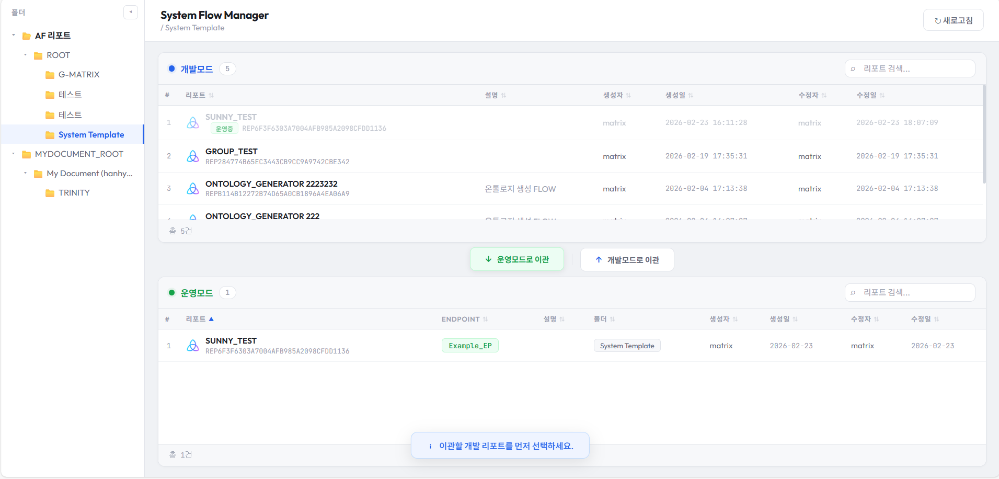 폴더
AF 리포트
ROOT
G-MATRIX
테스트
테스트
System Template
MYDOCUMENT_ROOT
My Document (hanhy...
TRINITY
System Flow Manager
/ System Template
새로고침
개발모드 5
리포트 검색...
# 리포트 설명 생성자 생성일 수정자 수정일
1 SUNNY_TEST
운영중 REP6F3F6303A7004AFB985A2098CFDD1136
matrix 2026-02-23 16:11:28 matrix 2026-02-23 18:07:09
2 GROUP_TEST
REP284774B65EC3443CB9CC9A9742CBE342
matrix 2026-02-19 17:35:31 matrix 2026-02-19 17:35:31
3 ONTOLOGY_GENERATOR 2223232
REPB114B12272B74D65A0CB1896A4EA06A9
온톨로지 생성 FLOW matrix 2026-02-04 17:13:38 matrix 2026-02-04 17:13:38
ONTOLOGY_GENERATOR 222
총 5건
↓ 운영모드로 이관 ↑ 개발모드로 이관
운영모드 1
리포트 검색...
# 리포트 ▲ ENDPOINT 설명 폴더 생성자 생성일 수정자 수정일
1 SUNNY_TEST
REP6F3F6303A7004AFB985A2098CFDD1136
Example_EP System Template matrix 2026-02-23 matrix 2026-02-23
i 이관할 개발 리포트를 먼저 선택하세요.
총 1건